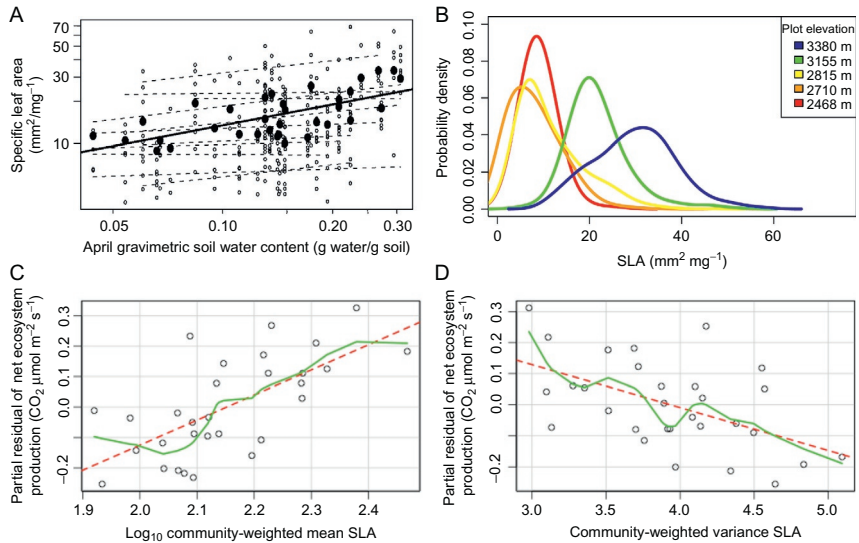 A
Specific leaf area
(mm² mg⁻¹)
70
50
30
10
0.05
0.10
0.20
0.30
April gravimetric soil water content (g water/g soil)
B
Probability density
0.10
0.08
0.06
0.04
0.02
0.00
0
20
40
60
SLA (mm² mg⁻¹)
Plot elevation
3380 m
3155 m
2815 m
2710 m
2468 m
C
Partial residual of net ecosystem
production (CO₂ μmol m⁻² s⁻¹)
0.3
0.2
0.1
0.0
−0.2
1.9
2.0
2.1
2.2
2.3
2.4
Log₁₀ community-weighted mean SLA
D
Partial residual of net ecosystem
production (CO₂ μmol m⁻² s⁻¹)
0.3
0.2
0.1
0.0
−0.2
3.0
3.5
4.0
4.5
5.0
Community-weighted variance SLA